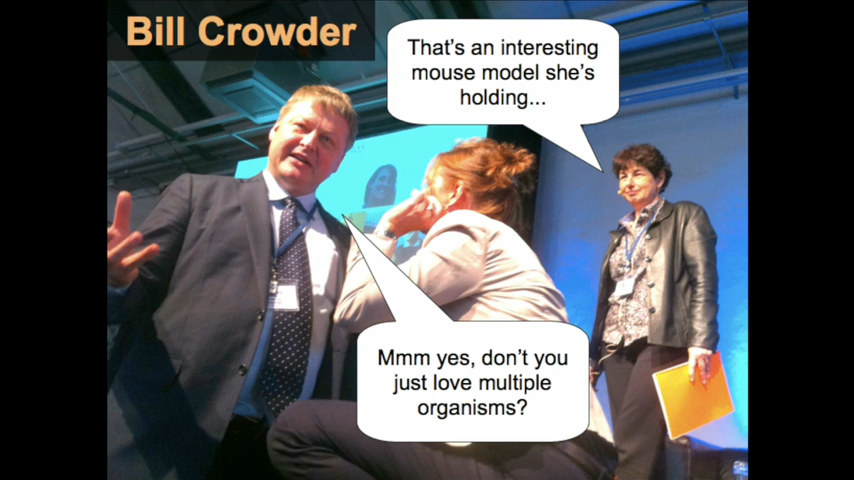 Bill Crowder
That's an interesting
mouse model she's
holding...
Mmm yes, don't you
just love multiple
organisms?